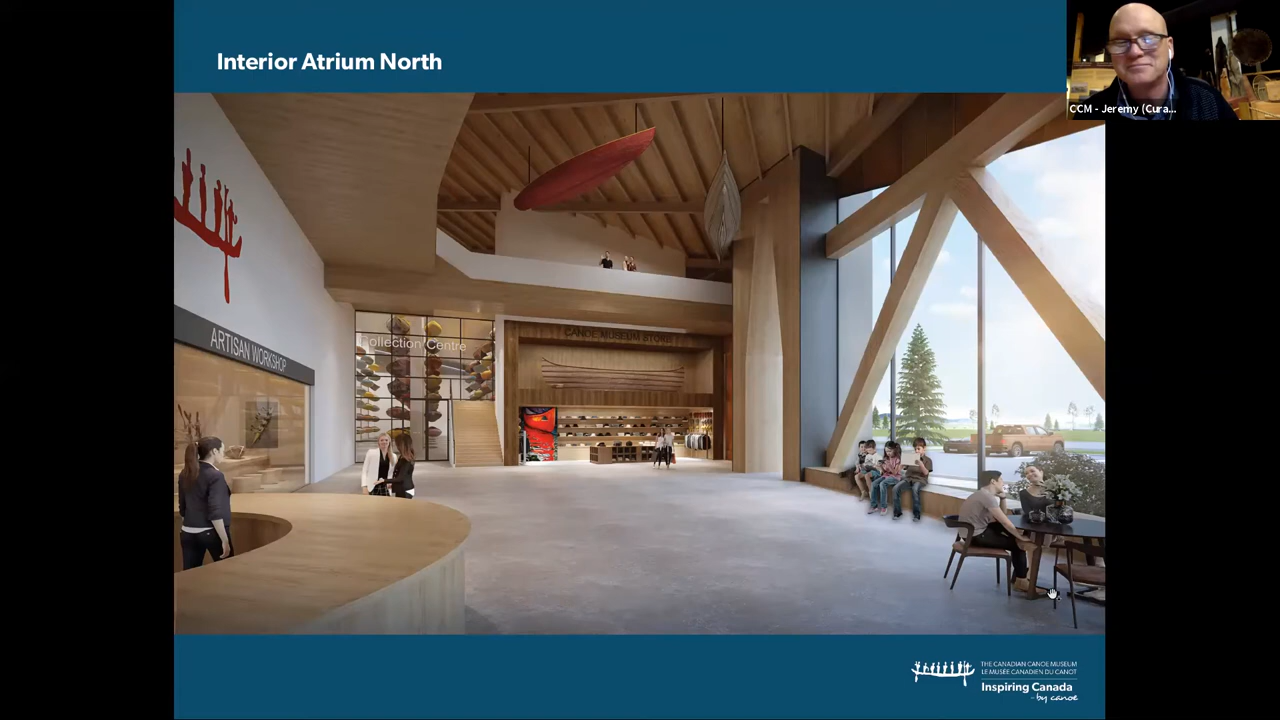 Interior Atrium North
CCM - Jeremy (Cura...
ARTISAN WORKSHOP
Collection Centre
CANOE MUSEUM STORE
THE CANADIAN CANOE MUSEUM
LE MUSÉE CANADIEN DU CANOT
Inspiring Canada
- by canoe